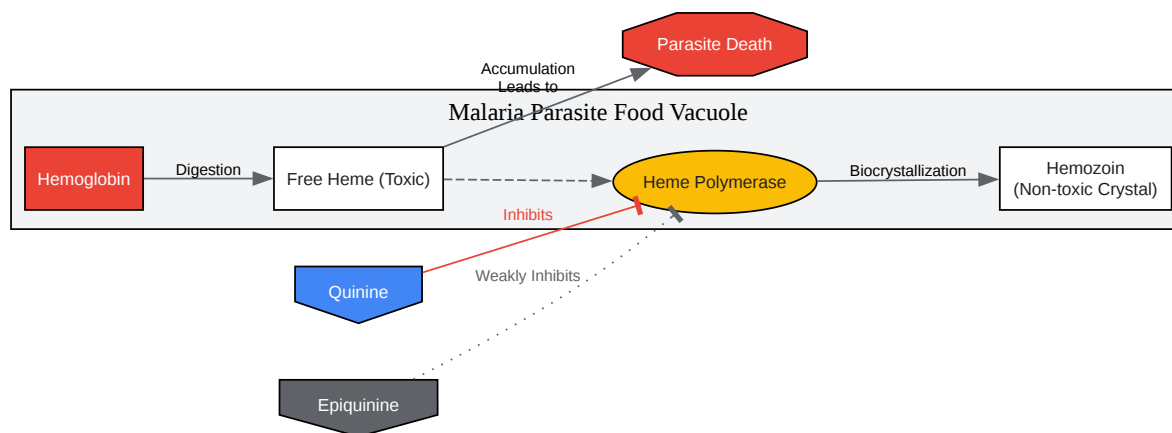 Parasite Death
Accumulation
Leads to
Malaria Parasite Food Vacuole
Hemoglobin
Digestion
Free Heme (Toxic)
Heme Polymerase
Biocrystallization
Hemozoin
(Non-toxic Crystal)
Inhibits
Weakly Inhibits
Quinine
Epiquinine